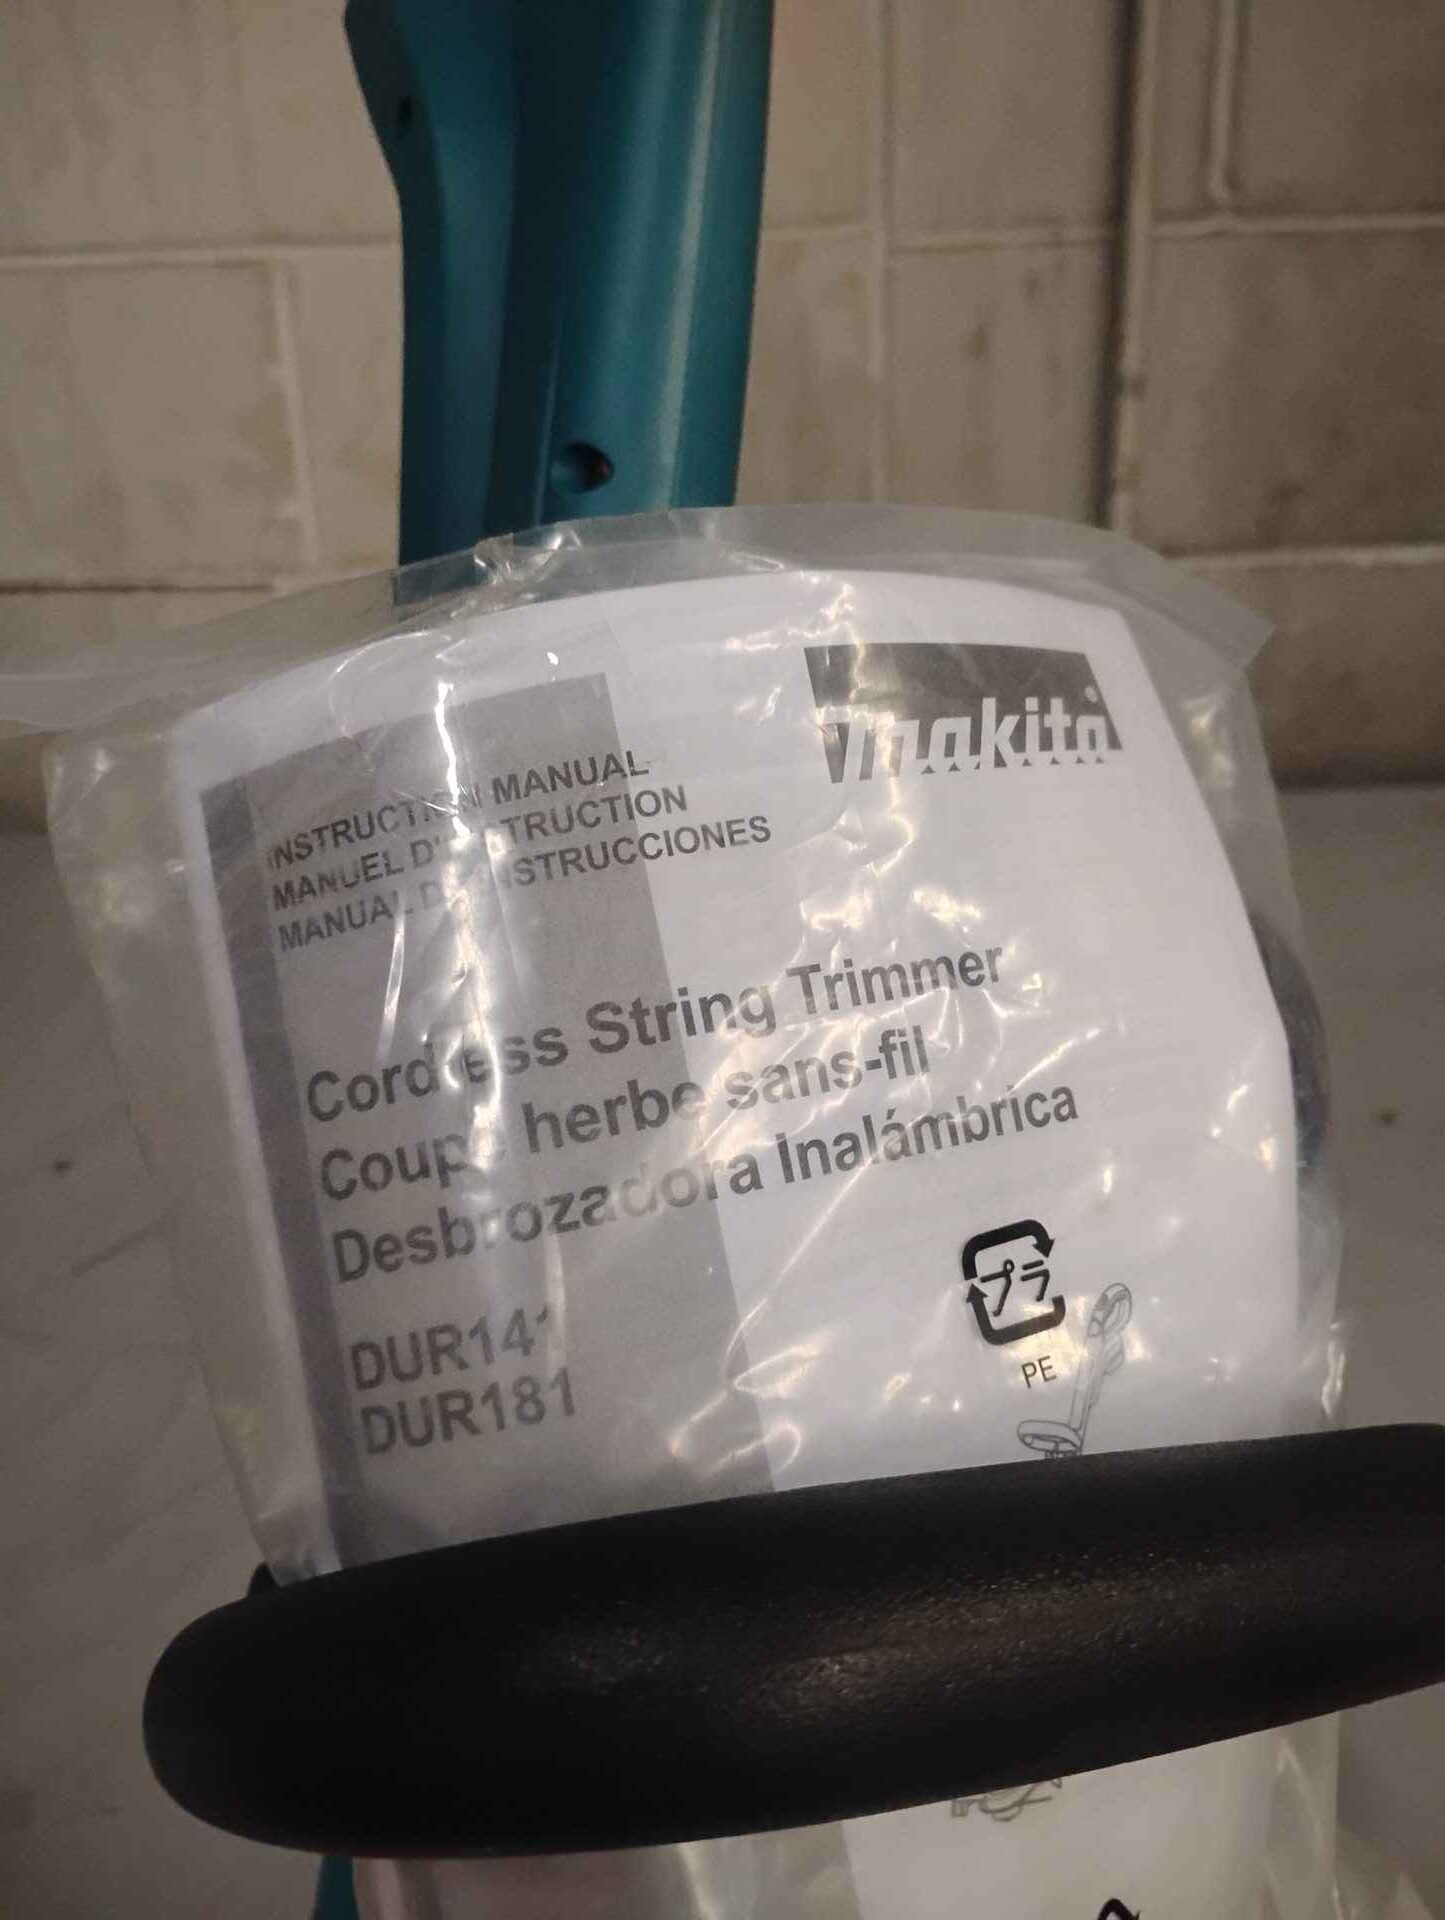 makita
INSTRUCTION MANUAL
MANUEL D'INSTRUCTION
MANUAL DE INSTRUCCIONES
Cordless String Trimmer
Coupe herbe sans-fil
Desbrozadora Inalámbrica
プラ
PE
DUR141
DUR181